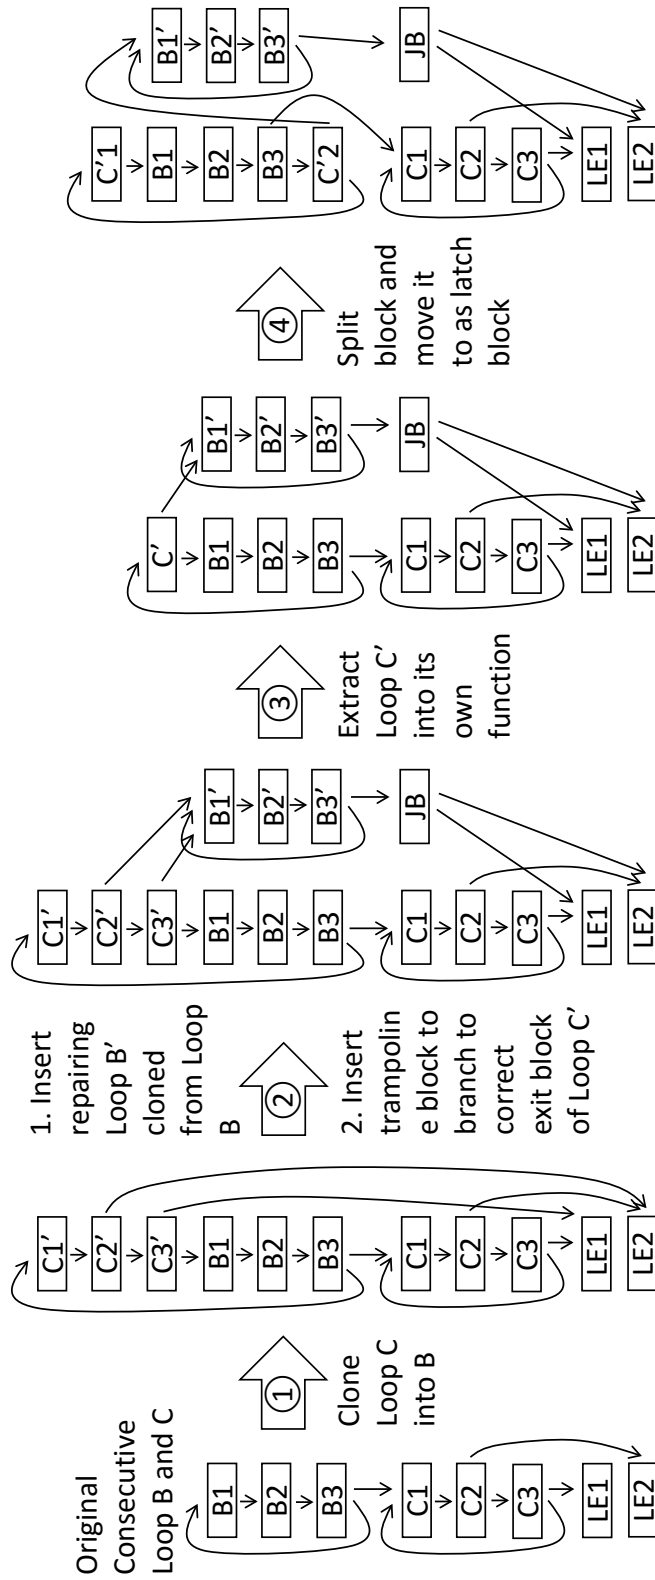 Original
Consecutive
Loop B and C
B1
B2
B3
C1
C2
C3
LE1
LE2
1
Clone
Loop C
into B
C1′
C2′
C3′
B1
B2
B3
C1
C2
C3
LE1
LE2
1. Insert
repairing
Loop B′
cloned
from Loop
B
2
2. Insert
trampolin
e block to
branch to
correct
exit block
of Loop C′
C1′
C2′
C3′
B1
B2
B3
C1
C2
C3
LE1
LE2
B1′
B2′
B3′
JB
3
Extract
Loop C′
into its
own
function
C′
B1
B2
B3
C1
C2
C3
LE1
LE2
B1′
B2′
B3′
JB
4
Split
block and
move it
to as latch
block
C′1
B1
B2
B3
C′2
C1
C2
C3
LE1
LE2
B1′
B2′
B3′
JB